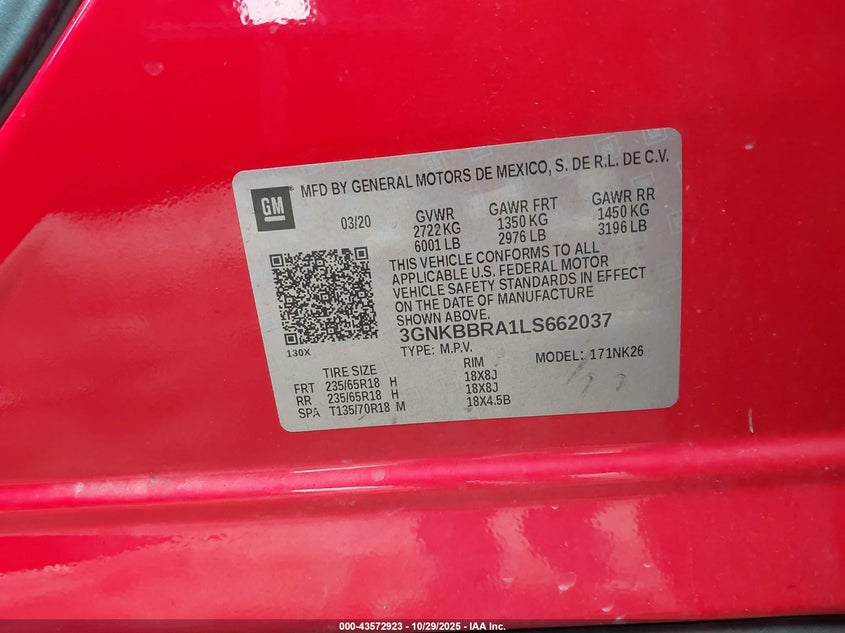 GM
MFD BY GENERAL MOTORS DE MEXICO, S. DE R.L. DE C.V.
03/20 GVWR GAWR FRT GAWR RR
2722 KG 1350 KG 1450 KG
6001 LB 2976 LB 3196 LB
THIS VEHICLE CONFORMS TO ALL
APPLICABLE U.S. FEDERAL MOTOR
VEHICLE SAFETY STANDARDS IN EFFECT
ON THE DATE OF MANUFACTURE
SHOWN ABOVE.
3GNKBBRA1LS662037
130X
TYPE: M.P.V. MODEL: 171NK26
TIRE SIZE RIM
FRT 235/65R18 H 18X8J
RR 235/65R18 H 18X8J
SPA T135/70R18 M 18X4.5B
000-43572923 • 10/29/2025 - IAA Inc.